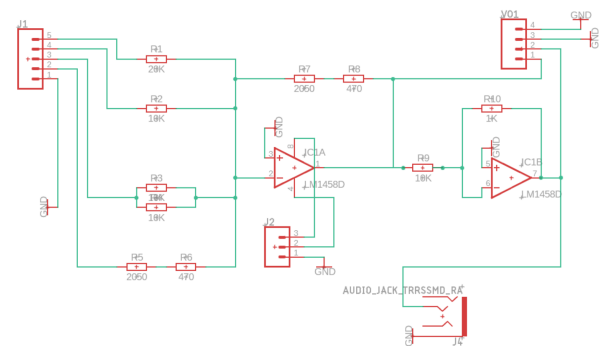 J1
5
4
3
2
1
GND
R1
20K
R2
10K
R3
10K
R5
2050
R6
470
R7
2050
R8
470
GND
3
2
8
4
1
IC1A
LM1458D
J2
3
2
1
GND
R9
10K
R10
1K
GND
5
6
7
IC1B
LM1458D
V01
4
3
2
1
GND
GND
AUDIO_JACK_TRRSSMD_RA
GND
J4